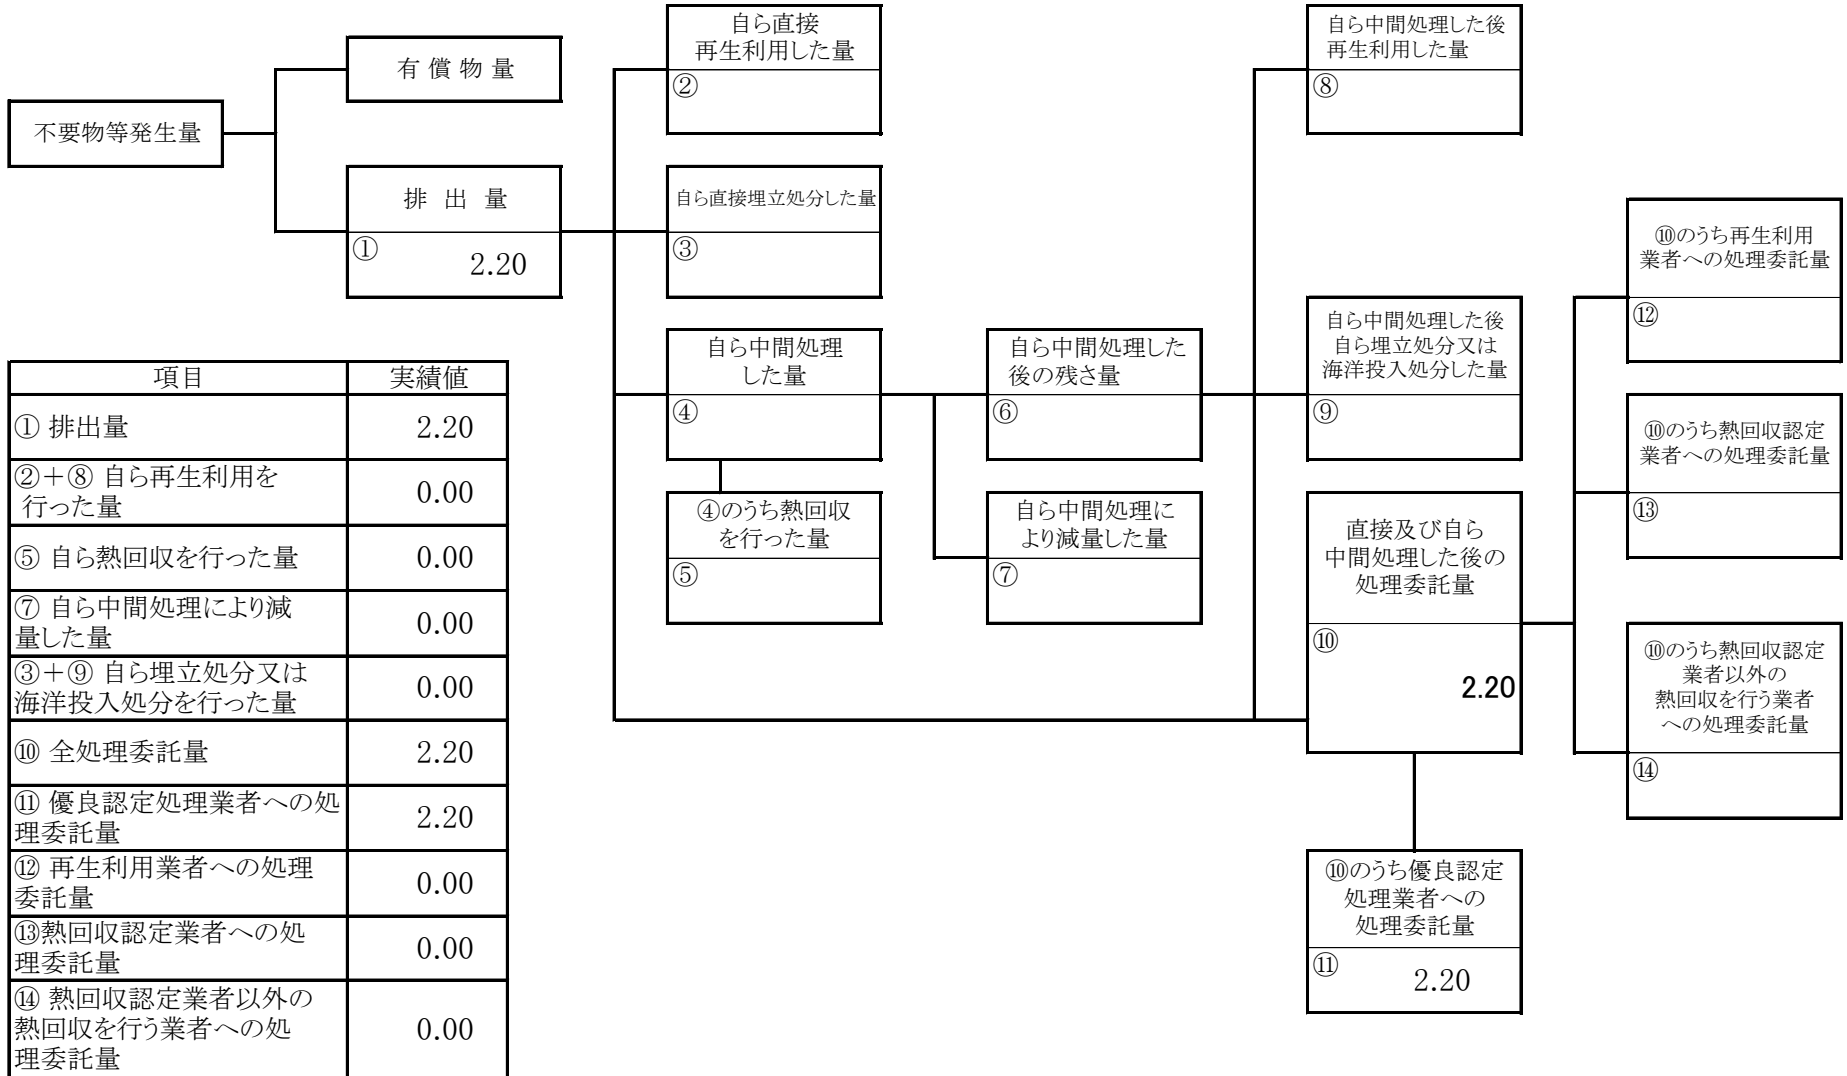 自ら直接
再生利用した量
②
自ら中間処理した後
再生利用した量
⑧
有 償 物 量
不要物等発生量
排 出 量
①
2.20
自ら直接埋立処分した量
③
⑩のうち再生利用
業者への処理委託量
⑫
自ら中間処理
した量
④
自ら中間処理した
後の残さ量
⑥
自ら中間処理した後
自ら埋立処分又は
海洋投入処分した量
⑨
⑩のうち熱回収認定
業者への処理委託量
⑬
④のうち熱回収
を行った量
⑤
自ら中間処理に
より減量した量
⑦
直接及び自ら
中間処理した後の
処理委託量
⑩
2.20
⑩のうち熱回収認定
業者以外の
熱回収を行う業者
への処理委託量
⑭
⑩のうち優良認定
処理業者への
処理委託量
⑪
2.20
項目 実績値
① 排出量 2.20
②+⑧ 自ら再生利用を
行った量 0.00
⑤ 自ら熱回収を行った量 0.00
⑦ 自ら中間処理により減
量した量 0.00
③+⑨ 自ら埋立処分又は
海洋投入処分を行った量 0.00
⑩ 全処理委託量 2.20
⑪ 優良認定処理業者への処
理委託量 2.20
⑫ 再生利用業者への処理
委託量 0.00
⑬熱回収認定業者への処
理委託量 0.00
⑭ 熱回収認定業者以外の
熱回収を行う業者への処
理委託量 0.00